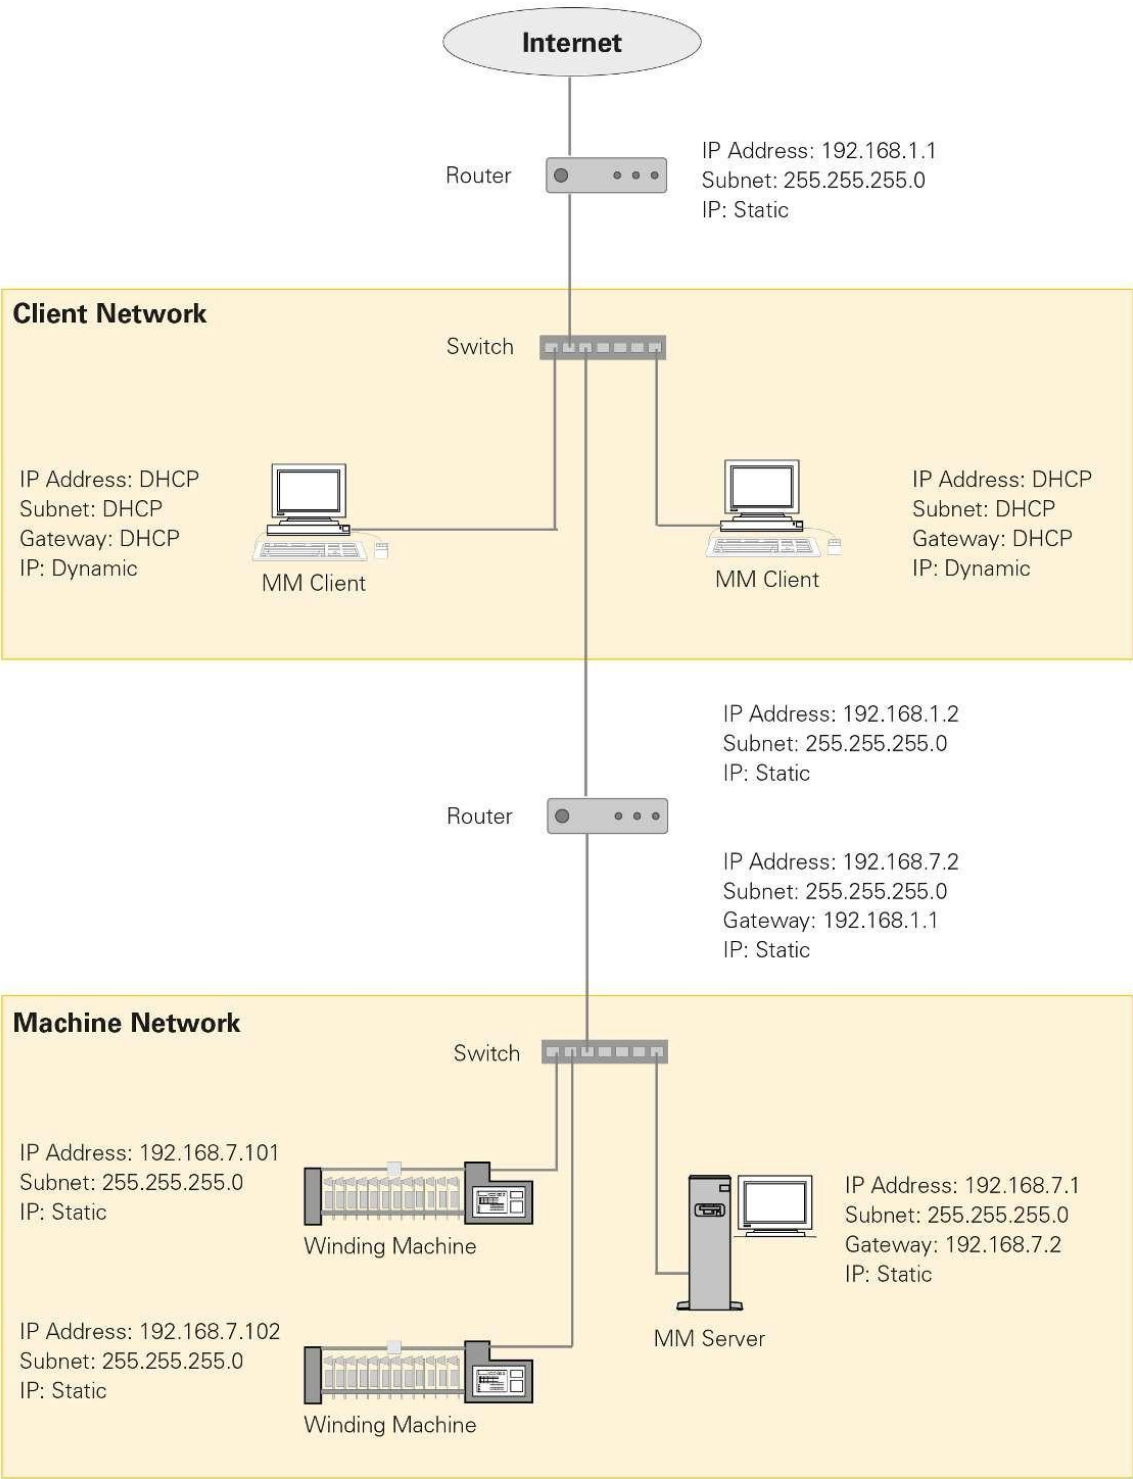 Internet
Router
IP Address: 192.168.1.1
Subnet: 255.255.255.0
IP: Static
Client Network
Switch
IP Address: DHCP
Subnet: DHCP
Gateway: DHCP
IP: Dynamic
MM Client
MM Client
IP Address: DHCP
Subnet: DHCP
Gateway: DHCP
IP: Dynamic
IP Address: 192.168.1.2
Subnet: 255.255.255.0
IP: Static
Router
IP Address: 192.168.7.2
Subnet: 255.255.255.0
Gateway: 192.168.1.1
IP: Static
Machine Network
Switch
IP Address: 192.168.7.101
Subnet: 255.255.255.0
IP: Static
Winding Machine
IP Address: 192.168.7.1
Subnet: 255.255.255.0
Gateway: 192.168.7.2
IP: Static
MM Server
IP Address: 192.168.7.102
Subnet: 255.255.255.0
IP: Static
Winding Machine